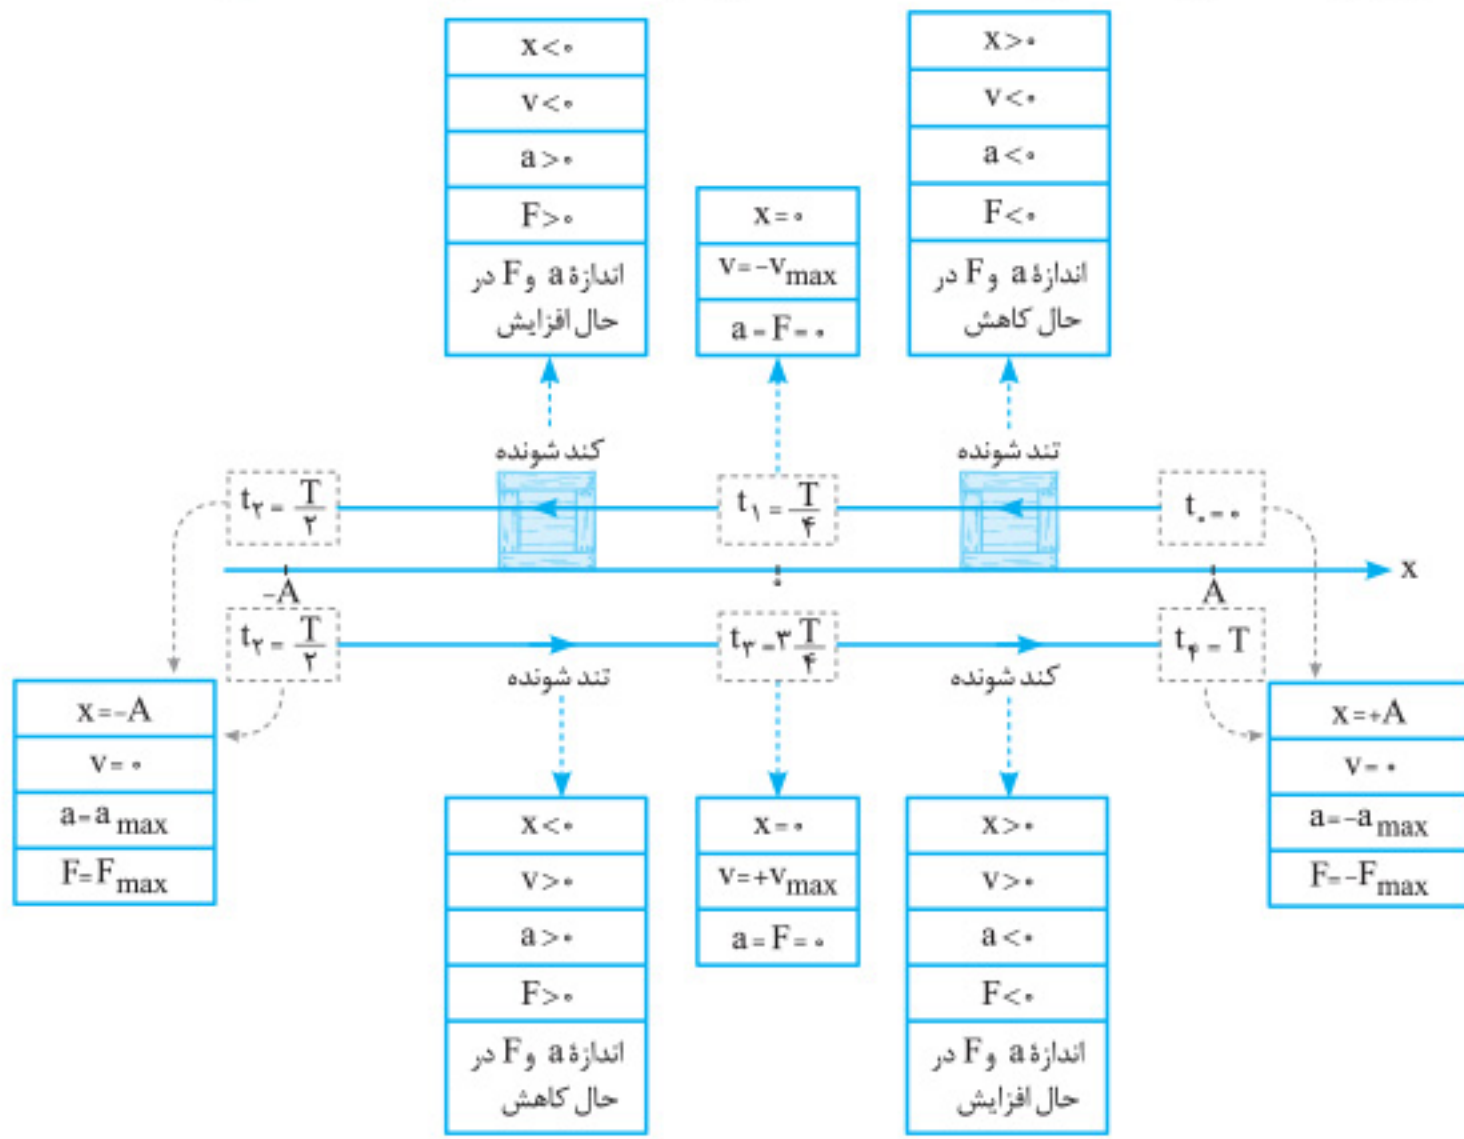 x<۰
v<۰
a>۰
F>۰
اندازهٔ a و F در
حال افزایش
x=۰
v=-vmax
a=F=۰
x>۰
v<۰
a<۰
F<۰
اندازهٔ a و F در
حال کاهش
کند شونده
تند شونده
t۲=T/۲
t۱=T/۴
t۰=۰
x
-A
۰
A
t۲=T/۲
t۳=۳T/۴
t۴=T
تند شونده
کند شونده
x=-A
v=۰
a=a max
F=Fmax
x=+A
v=۰
a=-a max
F=-Fmax
x<۰
v>۰
a>۰
F>۰
اندازهٔ a و F در
حال کاهش
x=۰
v=+vmax
a=F=۰
x>۰
v>۰
a<۰
F<۰
اندازهٔ a و F در
حال افزایش